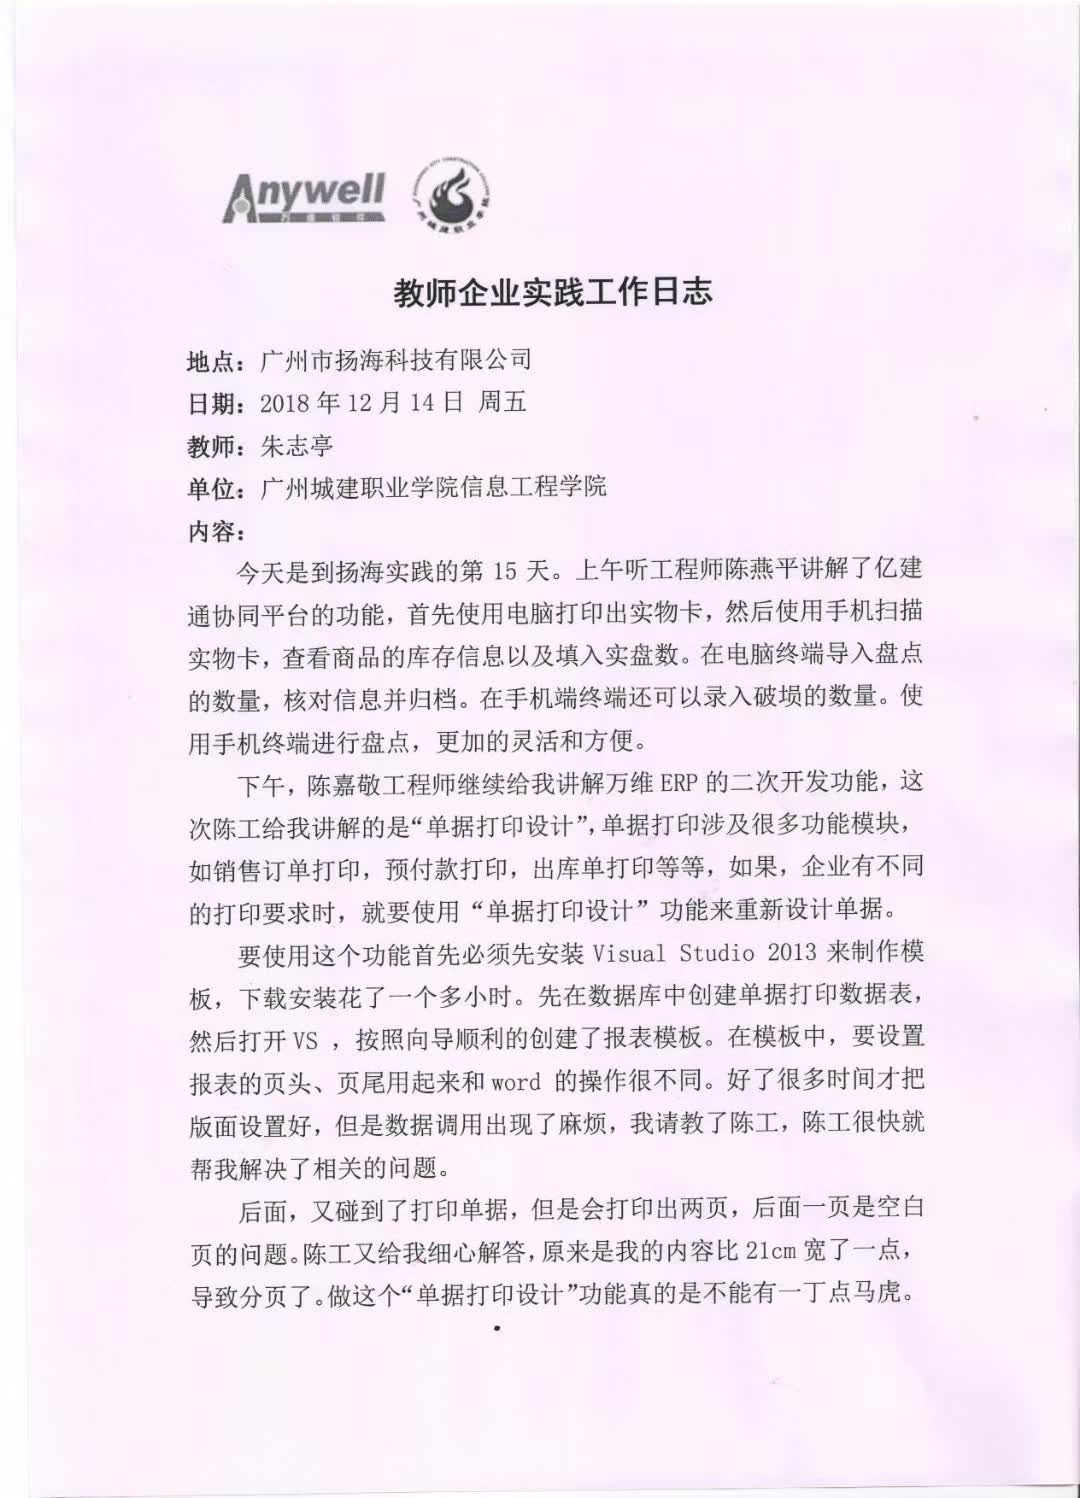 Anywell
广州城建职业学院
教师企业实践工作日志
地点：广州市扬海科技有限公司
日期：2018 年 12 月 14 日 周五
教师：朱志亭
单位：广州城建职业学院信息工程学院
内容：
今天是到扬海实践的第 15 天。上午听工程师陈燕平讲解了亿建
通协同平台的功能，首先使用电脑打印出实物卡，然后使用手机扫描
实物卡，查看商品的库存信息以及填入实盘数。在电脑终端导入盘点
的数量，核对信息并归档。在手机端终端还可以录入破损的数量。使
用手机终端进行盘点，更加的灵活和方便。
下午，陈嘉敬工程师继续给我讲解万维 ERP 的二次开发功能，这
次陈工给我讲解的是“单据打印设计”，单据打印涉及很多功能模块，
如销售订单打印，预付款打印，出库单打印等等，如果，企业有不同
的打印要求时，就要使用“单据打印设计”功能来重新设计单据。
要使用这个功能首先必须先安装 Visual Studio 2013 来制作模
板，下载安装花了一个多小时。先在数据库中创建单据打印数据表，
然后打开 VS ，按照向导顺利的创建了报表模板。在模板中，要设置
报表的页头、页尾用起来和 word 的操作很不同。好了很多时间才把
版面设置好，但是数据调用出现了麻烦，我请教了陈工，陈工很快就
帮我解决了相关的问题。
后面，又碰到了打印单据，但是会打印出两页，后面一页是空白
页的问题。陈工又给我细心解答，原来是我的内容比 21cm 宽了一点，
导致分页了。做这个“单据打印设计”功能真的是不能有一丁点马虎。